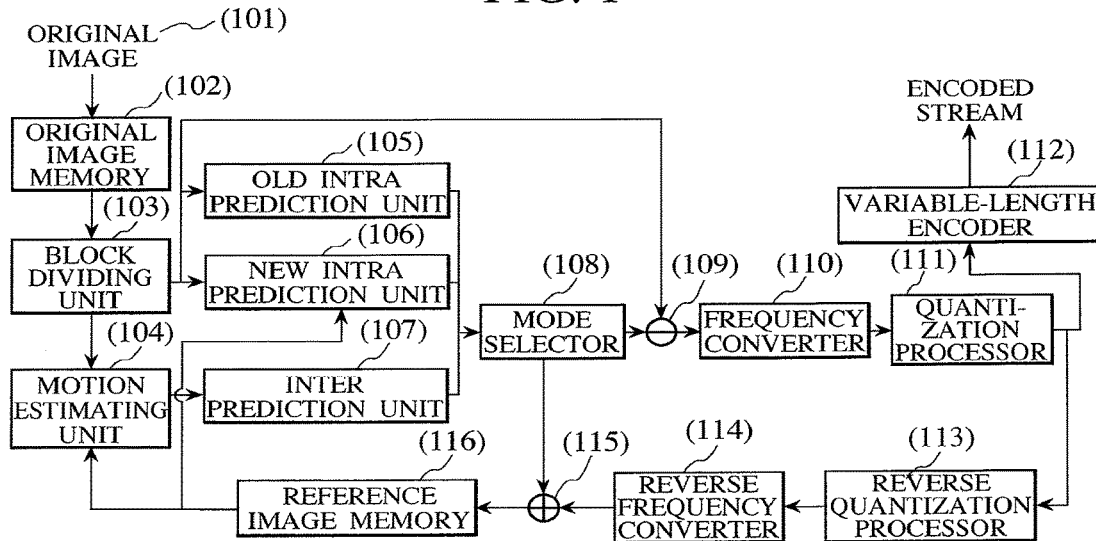 ORIGINAL
IMAGE
(101)
(102)
ORIGINAL
IMAGE
MEMORY
(103)
BLOCK
DIVIDING
UNIT
(104)
MOTION
ESTIMATING
UNIT
(105)
OLD INTRA
PREDICTION UNIT
(106)
NEW INTRA
PREDICTION UNIT
(107)
INTER
PREDICTION UNIT
(108)
MODE
SELECTOR
(109)
(110)
FREQUENCY
CONVERTER
(111)
QUANTI-
ZATION
PROCESSOR
ENCODED
STREAM
(112)
VARIABLE-LENGTH
ENCODER
(116)
REFERENCE
IMAGE MEMORY
(115)
(114)
REVERSE
FREQUENCY
CONVERTER
(113)
REVERSE
QUANTIZATION
PROCESSOR